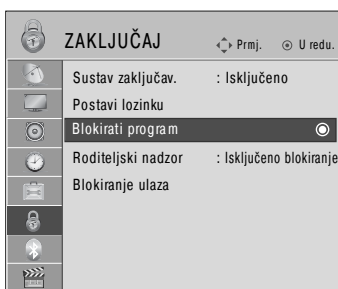 ZAKLJUČAJ Prmj. U redu.
Sustav zaključav. : Isključeno
Postavi lozinku
Blokirati program
Roditeljski nadzor : Isključeno blokiranje
Blokiranje ulaza